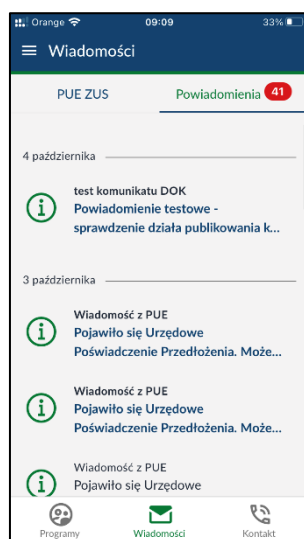 Orange 09:09 33%
Wiadomości
PUE ZUS Powiadomienia 41
4 października
test komunikatu DOK
Powiadomienie testowe -
sprawdzenie działa publikowania k...
3 października
Wiadomość z PUE
Pojawiło się Urzędowe
Poświadczenie Przedłożenia. Może...
Wiadomość z PUE
Pojawiło się Urzędowe
Poświadczenie Przedłożenia. Może...
Wiadomość z PUE
Pojawiło się Urzędowe
Programy Wiadomości Kontakt